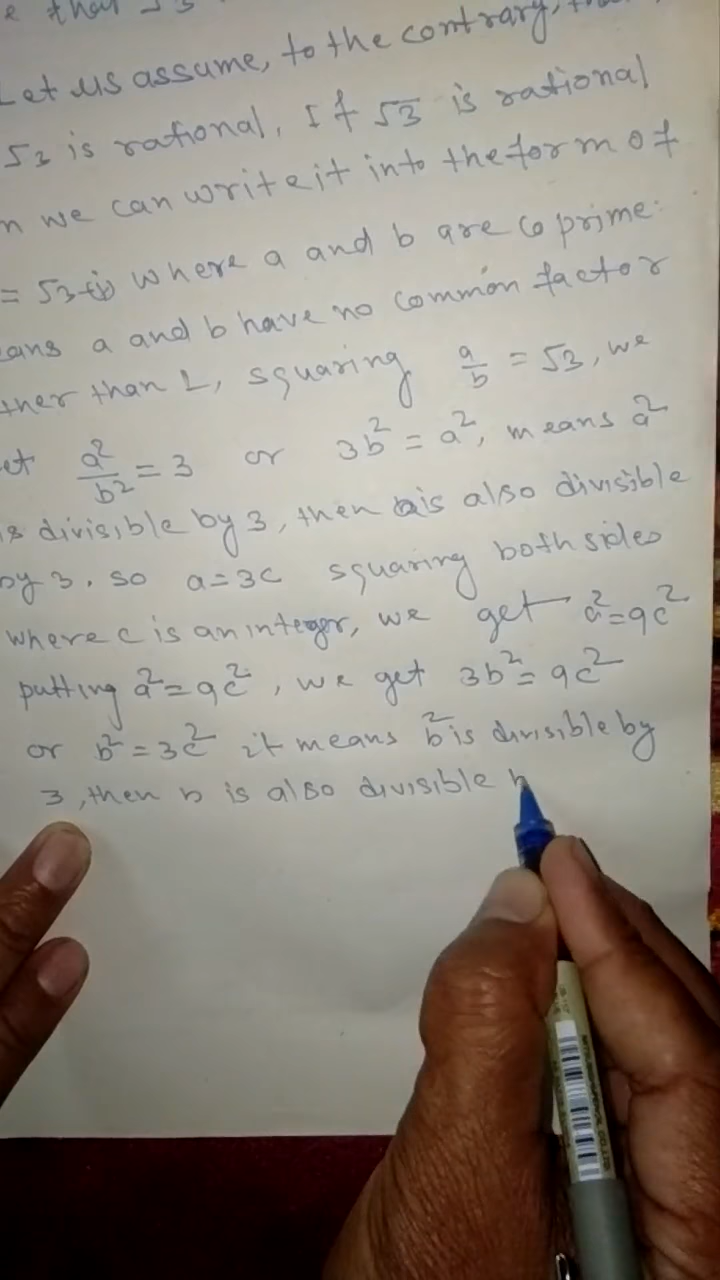 that √3
Let us assume, to the contrary,
√3 is rational, If √3 is rational
we can write it into the form of
= √3 where a and b are co prime.
a and b have no common factor
than 1, squaring a/b = √3, we
a²/b² = 3 or 3b² = a², means a²
is divisible by 3, then a is also divisible
by 3. so a=3c squaring both sides
where c is an integer, we get a²=9c²
putting a²=9c², we get 3b²=9c²
or b²=3c² it means b² is divisible by
3, then b is also divisible b